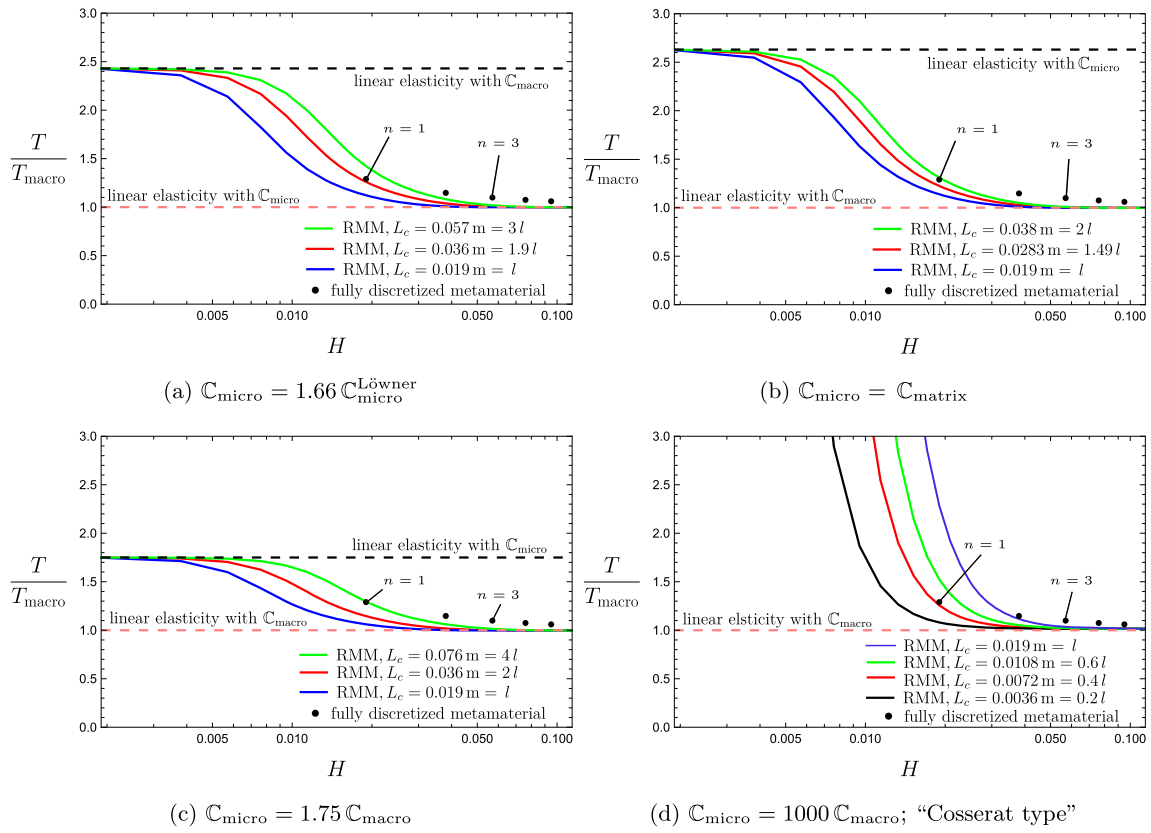 3.0
2.5
2.0
1.5
1.0
0.5
0.0
T
T_macro
linear elasticity with ℂ_macro
n = 1
n = 3
linear elasticity with ℂ_micro
RMM, L_c = 0.057 m = 3 l
RMM, L_c = 0.036 m = 1.9 l
RMM, L_c = 0.019 m = l
fully discretized metamaterial
0.005 0.010 0.050 0.100
H
(a) ℂ_micro = 1.66 ℂ_micro^Löwner
3.0
2.5
2.0
1.5
1.0
0.5
0.0
T
T_macro
linear elasticity with ℂ_micro
n = 1
n = 3
linear elasticity with ℂ_macro
RMM, L_c = 0.038 m = 2 l
RMM, L_c = 0.0283 m = 1.49 l
RMM, L_c = 0.019 m = l
fully discretized metamaterial
0.005 0.010 0.050 0.100
H
(b) ℂ_micro = ℂ_matrix
3.0
2.5
2.0
1.5
1.0
0.5
0.0
T
T_macro
linear elasticity with ℂ_micro
n = 1
n = 3
linear elasticity with ℂ_macro
RMM, L_c = 0.076 m = 4 l
RMM, L_c = 0.036 m = 2 l
RMM, L_c = 0.019 m = l
fully discretized metamaterial
0.005 0.010 0.050 0.100
H
(c) ℂ_micro = 1.75 ℂ_macro
3.0
2.5
2.0
1.5
1.0
0.5
0.0
T
T_macro
n = 1
n = 3
linear elasticity with ℂ_macro
RMM, L_c = 0.019 m = l
RMM, L_c = 0.0108 m = 0.6 l
RMM, L_c = 0.0072 m = 0.4 l
RMM, L_c = 0.0036 m = 0.2 l
fully discretized metamaterial
0.005 0.010 0.050 0.100
H
(d) ℂ_micro = 1000 ℂ_macro; “Cosserat type”